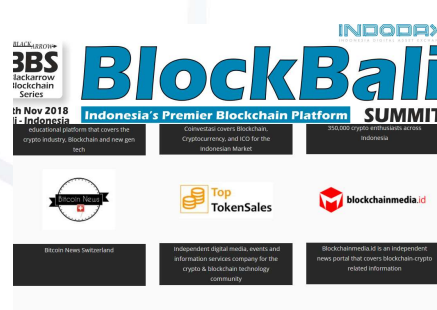 INDODAX
INDONESIA DIGITAL ASSET EXCHA
BLACKARROW
BBS
Blackarrow
Blockchain
Series
BlockBali
th Nov 2018
i - Indonesia
Indonesia's Premier Blockchain Platform
SUMMIT
educational platform that covers the
crypto industry, Blockchain and new gen
tech
Coinvestasi covers Blockchain,
Cryptocurrency, and ICO for the
Indonesian Market
350,000 crypto enthusiasts across
Indonesia
Bitcoin News
Top
TokenSales
blockchainmedia.id
Bitcoin News Switzerland
Independent digital media, events and
information services company for the
crypto & blockchain technology
community
Blockchainmedia.id is an independent
news portal that covers blockchain-crypto
related information